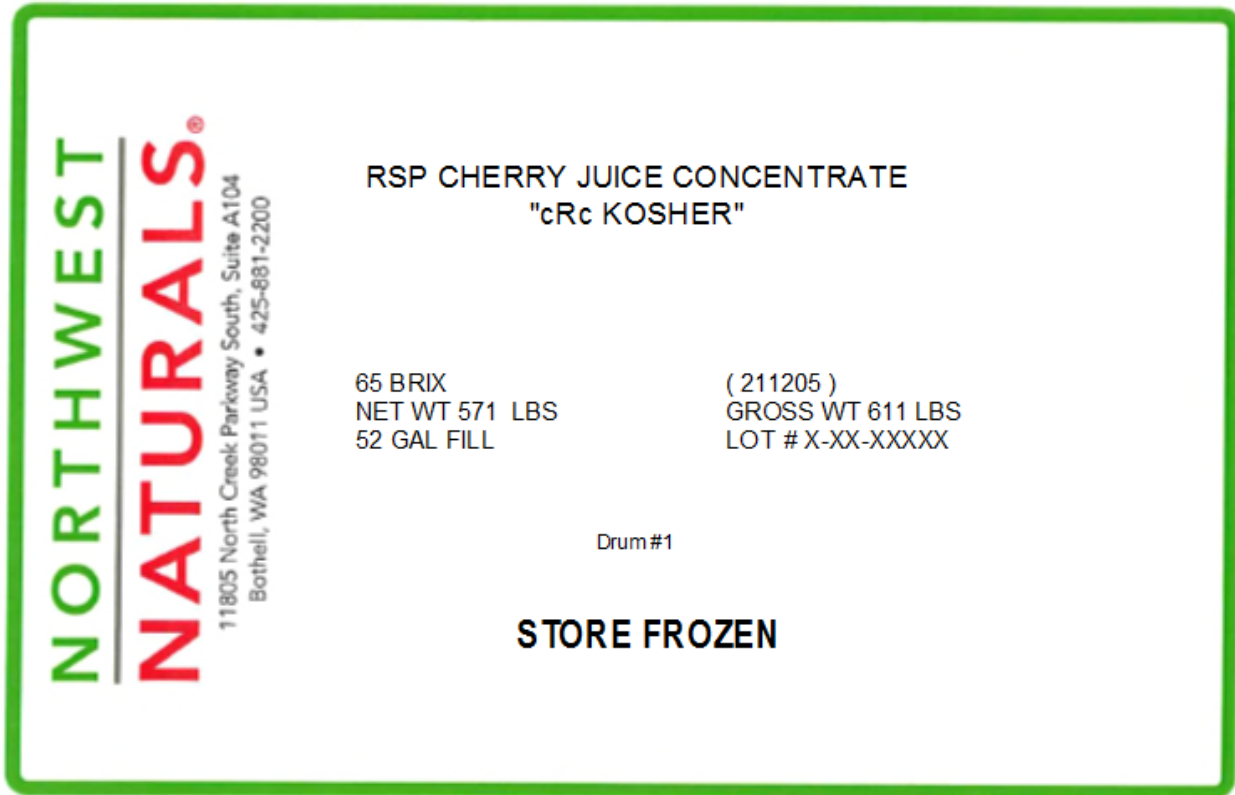 NORTHWEST
NATURALS®
11805 North Creek Parkway South, Suite A104
Bothell, WA 98011 USA • 425-881-2200
RSP CHERRY JUICE CONCENTRATE
"cRc KOSHER"
65 BRIX
NET WT 571 LBS
52 GAL FILL
( 211205 )
GROSS WT 611 LBS
LOT # X-XX-XXXXX
Drum #1
STORE FROZEN